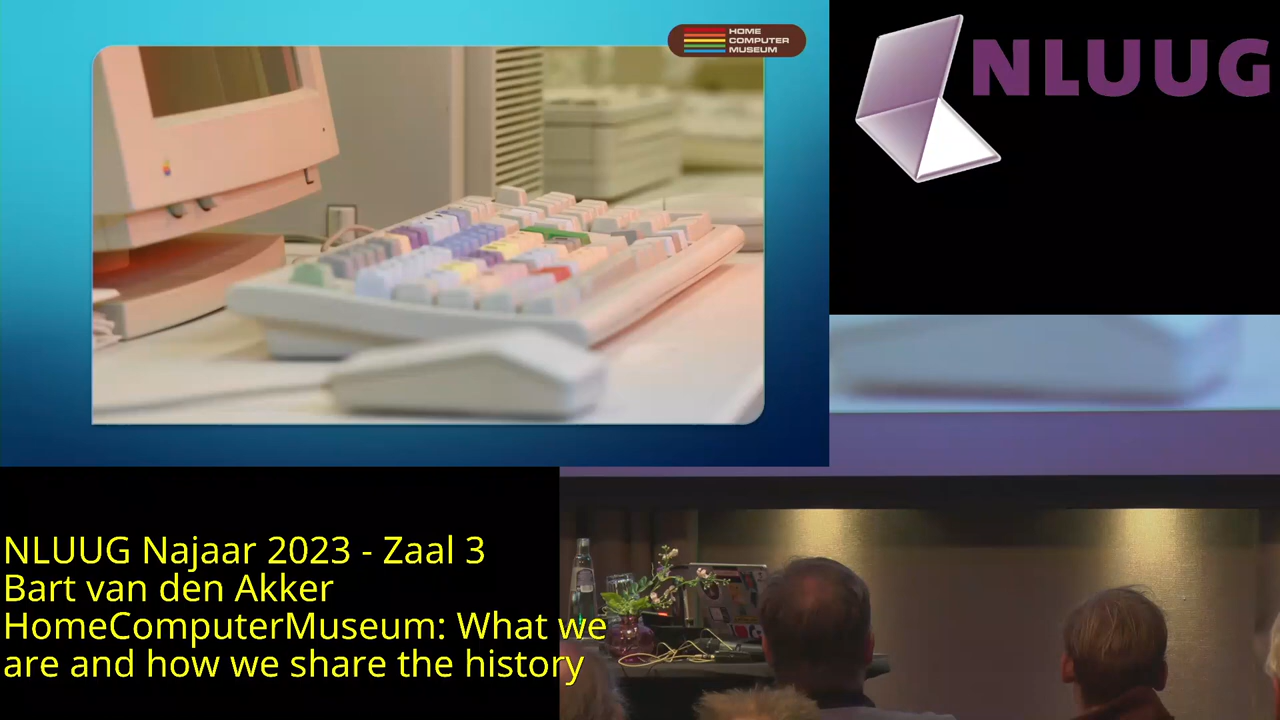 HOME
COMPUTER
MUSEUM
NLUUG
NLUUG Najaar 2023 - Zaal 3
Bart van den Akker
HomeComputerMuseum: What we
are and how we share the history